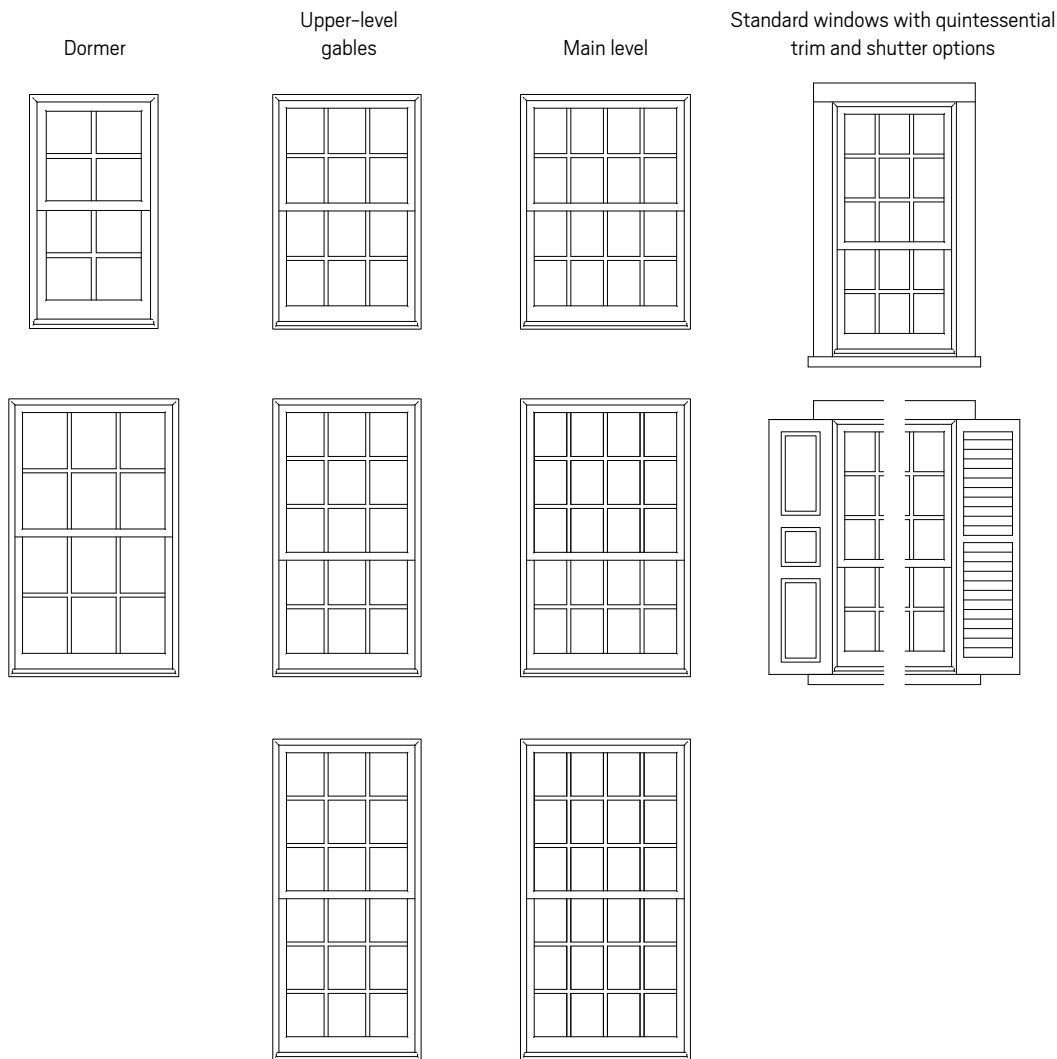 Dormer
Upper-level
gables
Main level
Standard windows with quintessential
trim and shutter options